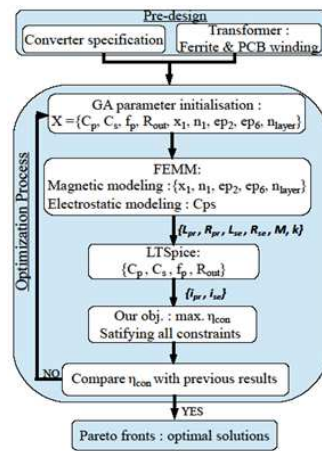 Pre-design
Converter specification
Transformer :
Ferrite & PCB winding
Optimization Process
GA parameter initialisation :
X ={Cp, Cs, fp, Rout, x1, n1, ep2, ep6, nlayer}
FEMM:
Magnetic modeling :{x1, n1, ep2, ep6, nlayer}
Electrostatic modeling : Cps
{Lpr, Rpr, Lse, Rse, M, k}
LTSpice:
{Cp, Cs, fp, Rout}
{ipr, ise}
Our obj. : max. ηcon
Satifying all constraints
NO
Compare ηcon with previous results
YES
Pareto fronts : optimal solutions